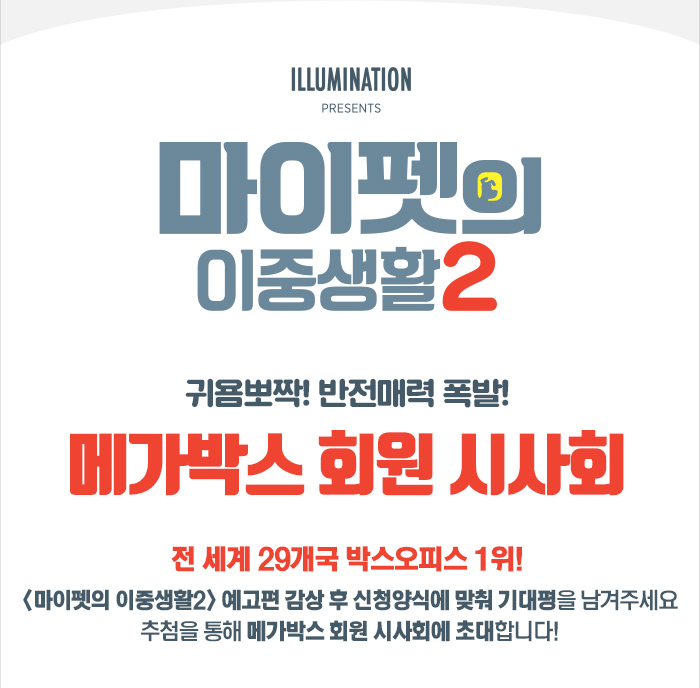 ILLUMINATION
PRESENTS
마이펫의
이중생활2
귀욤뽀짝! 반전매력 폭발!
메가박스 회원 시사회
전 세계 29개국 박스오피스 1위!
<마이펫의 이중생활2> 예고편 감상 후 신청양식에 맞춰 기대평을 남겨주세요
추첨을 통해 메가박스 회원 시사회에 초대합니다!